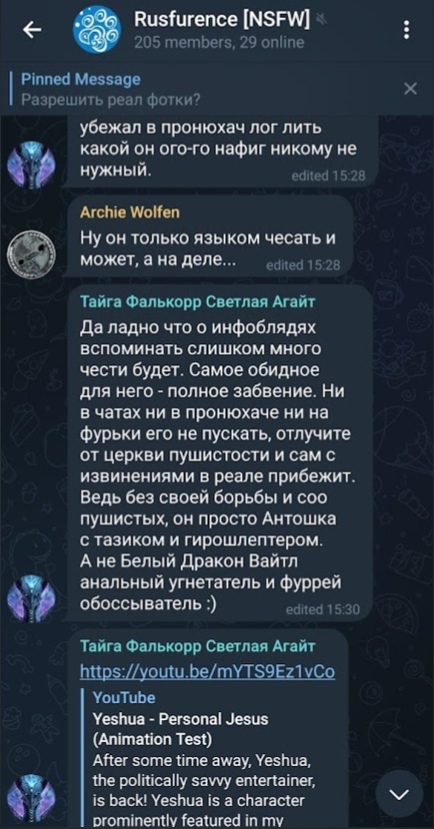 Rusfurence [NSFW]
205 members, 29 online
Pinned Message
Разрешить реал фотки?
убежал в пронюхач лог лить
какой он ого-го нафиг никому не
нужный.
edited 15:28
Archie Wolfen
Ну он только языком чесать и
может, а на деле...
edited 15:28
Тайга Фалькорр Светлая Агайт
Да ладно что о инфоблядях
вспоминать слишком много
чести будет. Самое обидное
для него - полное забвение. Ни
в чатах ни в пронюхаче ни на
фурьки его не пускать, отлучите
от церкви пушистости и сам с
извинениями в реале прибежит.
Ведь без своей борьбы и соо
пушистых, он просто Антошка
с тазиком и гирошлептером.
А не Белый Дракон Вайтл
анальный угнетатель и фуррей
обоссыватель :)
edited 15:30
Тайга Фалькорр Светлая Агайт
https://youtu.be/mYTS9Ez1vCo
YouTube
Yeshua - Personal Jesus
(Animation Test)
After some time away, Yeshua,
the politically savvy entertainer,
is back! Yeshua is a character
prominently featured in my